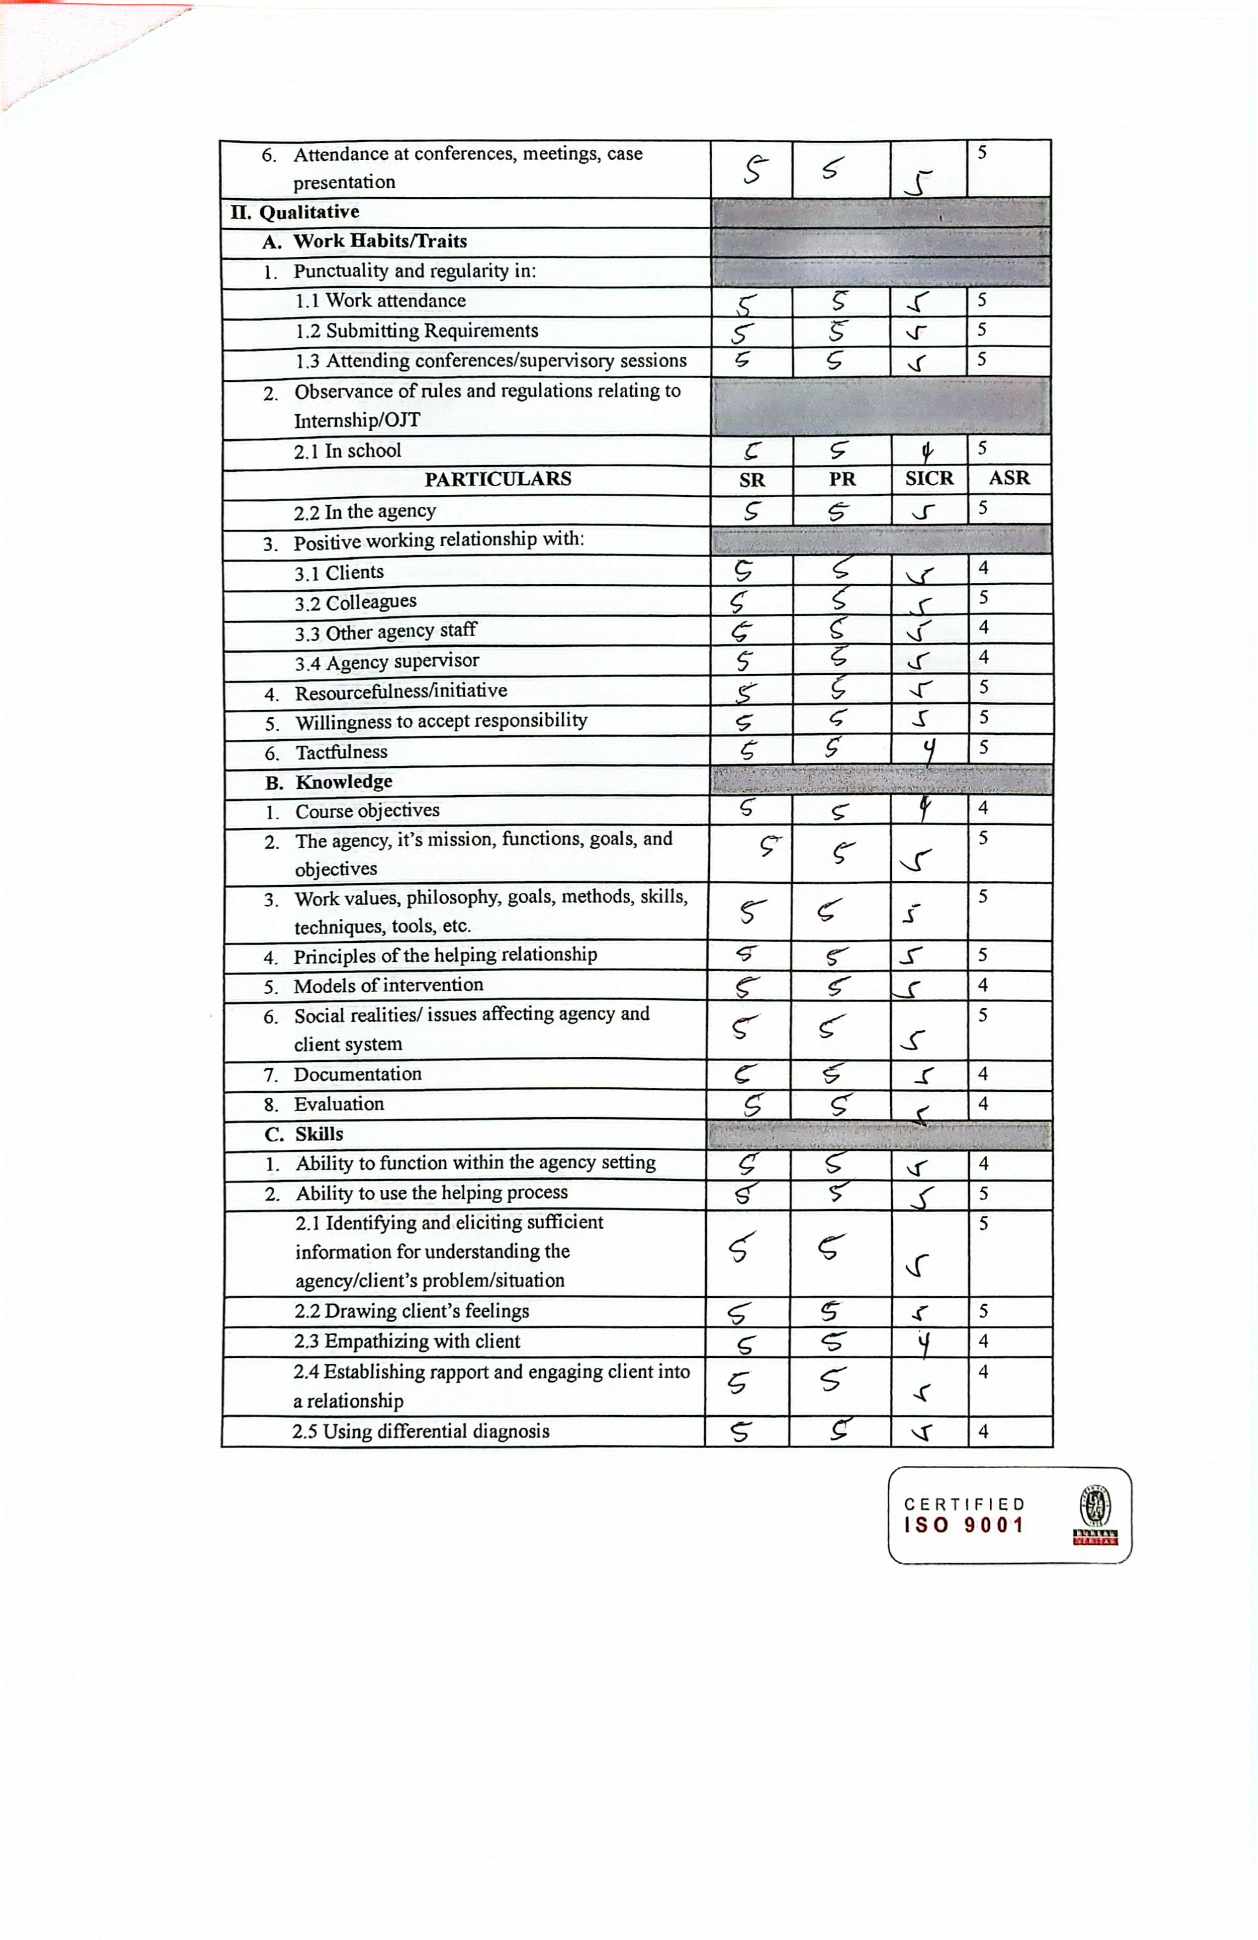 6. Attendance at conferences, meetings, case
presentation 5 5 5 5
II. Qualitative
A. Work Habits/Traits
1. Punctuality and regularity in:
1.1 Work attendance 5 5 5 5
1.2 Submitting Requirements 5 5 5 5
1.3 Attending conferences/supervisory sessions 5 5 5 5
2. Observance of rules and regulations relating to
Internship/OJT
2.1 In school 5 5 4 5
PARTICULARS SR PR SICR ASR
2.2 In the agency 5 5 5 5
3. Positive working relationship with:
3.1 Clients 5 5 5 4
3.2 Colleagues 5 5 5 5
3.3 Other agency staff 5 5 5 4
3.4 Agency supervisor 5 5 5 4
4. Resourcefulness/initiative 5 5 5 5
5. Willingness to accept responsibility 5 5 5 5
6. Tactfulness 5 5 4 5
B. Knowledge
1. Course objectives 5 5 4 4
2. The agency, it's mission, functions, goals, and
objectives 5 5 5 5
3. Work values, philosophy, goals, methods, skills,
techniques, tools, etc. 5 5 5 5
4. Principles of the helping relationship 5 5 5 5
5. Models of intervention 5 5 5 4
6. Social realities/ issues affecting agency and
client system 5 5 5 5
7. Documentation 5 5 5 4
8. Evaluation 5 5 5 4
C. Skills
1. Ability to function within the agency setting 5 5 5 4
2. Ability to use the helping process 5 5 5 5
2.1 Identifying and eliciting sufficient
information for understanding the
agency/client's problem/situation 5 5 5 5
2.2 Drawing client's feelings 5 5 5 5
2.3 Empathizing with client 5 5 4 4
2.4 Establishing rapport and engaging client into
a relationship 5 5 5 4
2.5 Using differential diagnosis 5 5 5 4
CERTIFIED
ISO 9001
BUREAU
VERITAS